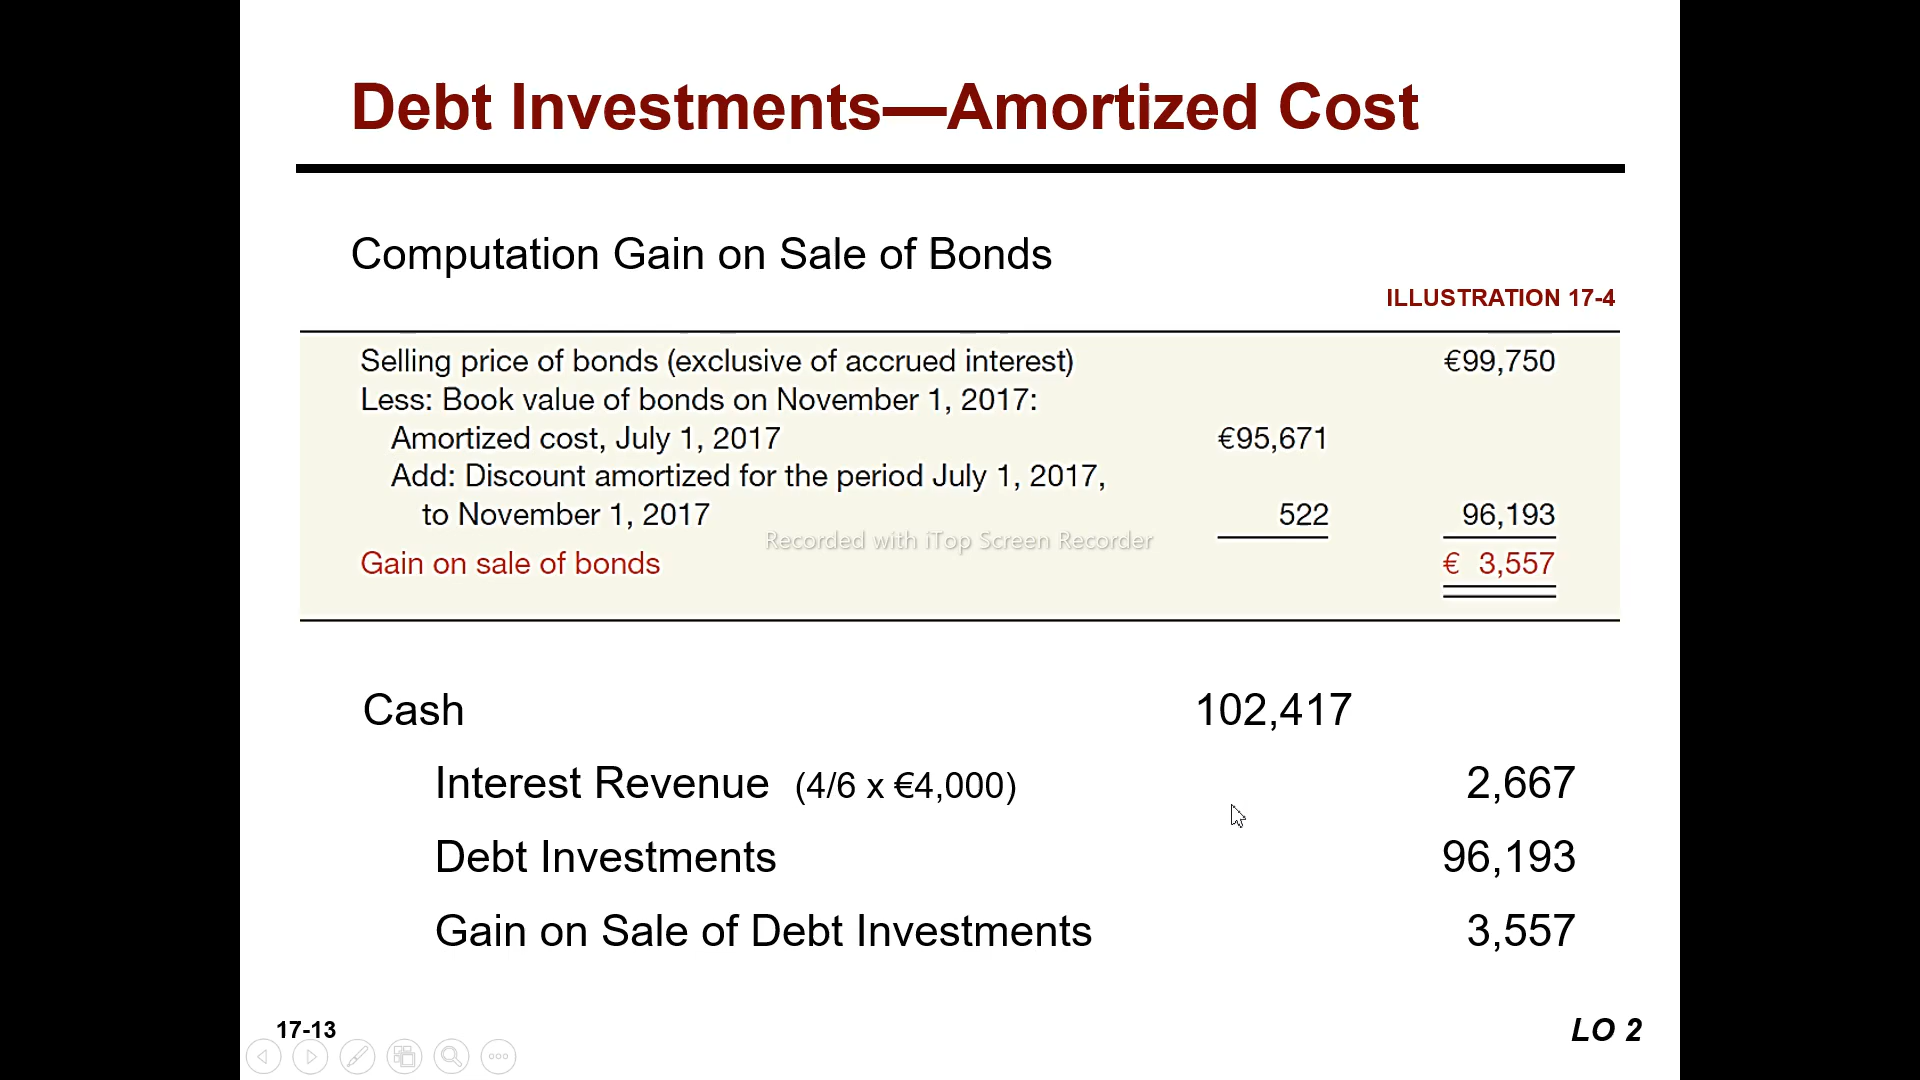 Debt Investments—Amortized Cost
Computation Gain on Sale of Bonds
ILLUSTRATION 17-4
Selling price of bonds (exclusive of accrued interest) €99,750
Less: Book value of bonds on November 1, 2017:
Amortized cost, July 1, 2017 €95,671
Add: Discount amortized for the period July 1, 2017,
to November 1, 2017 522 96,193
Recorded with iTop Screen Recorder
Gain on sale of bonds € 3,557
Cash 102,417
Interest Revenue (4/6 x €4,000) 2,667
Debt Investments 96,193
Gain on Sale of Debt Investments 3,557
17-13
LO 2